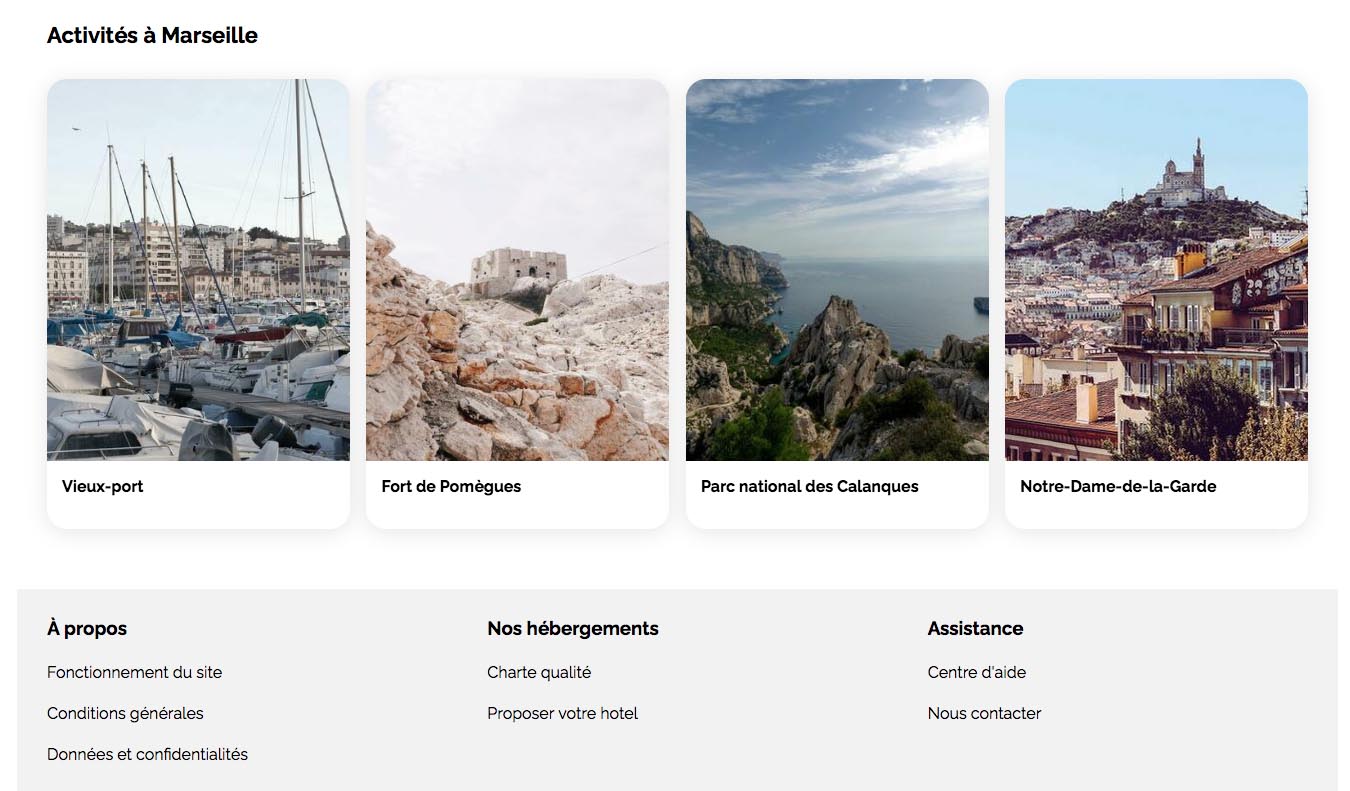 Activités à Marseille
Vieux-port
Fort de Pomègues
Parc national des Calanques
Notre-Dame-de-la-Garde
À propos
Fonctionnement du site
Conditions générales
Données et confidentialités
Nos hébergements
Charte qualité
Proposer votre hotel
Assistance
Centre d'aide
Nous contacter